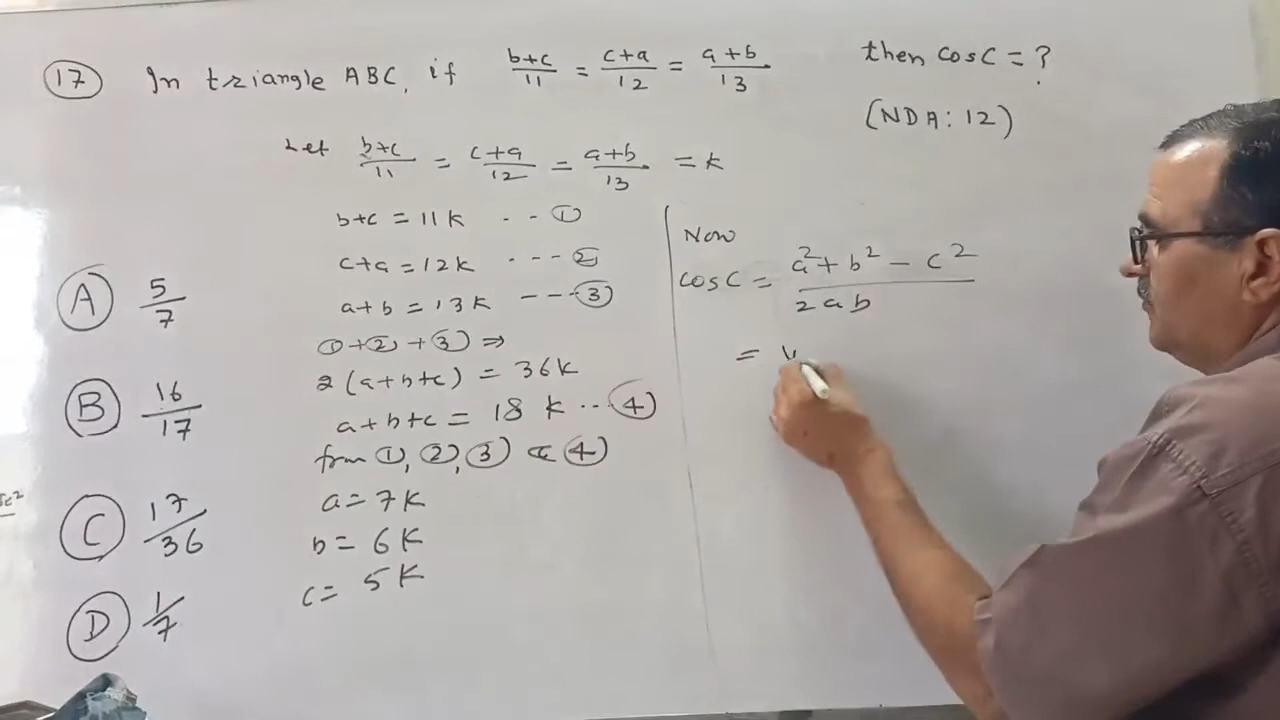 17 In triangle ABC, if b+c/11 = c+a/12 = a+b/13 then cosC = ?
(NDA: 12)
Let b+c/11 = c+a/12 = a+b/13 = K
b+c = 11K - - ①
c+a = 12K - - - ②
a+b = 13K - - - ③
①+②+③ ⇒
2(a+b+c) = 36K
a+b+c = 18K - - ④
from ①, ②, ③ & ④
a = 7K
b = 6K
c = 5K
Now
cosC = a²+b²-c²/2ab
=
A 5/7
B 16/17
C 17/36
D 1/7